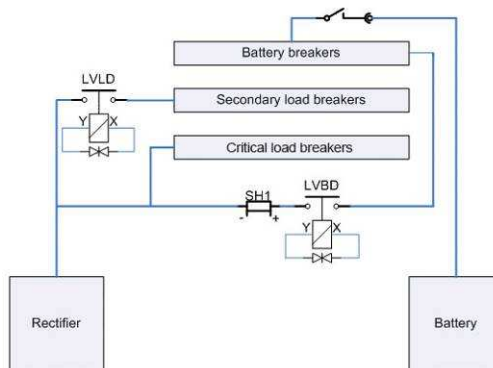 Battery breakers
LVLD
Secondary load breakers
Y X
Critical load breakers
SH1
- +
LVBD
Y X
Rectifier
Battery